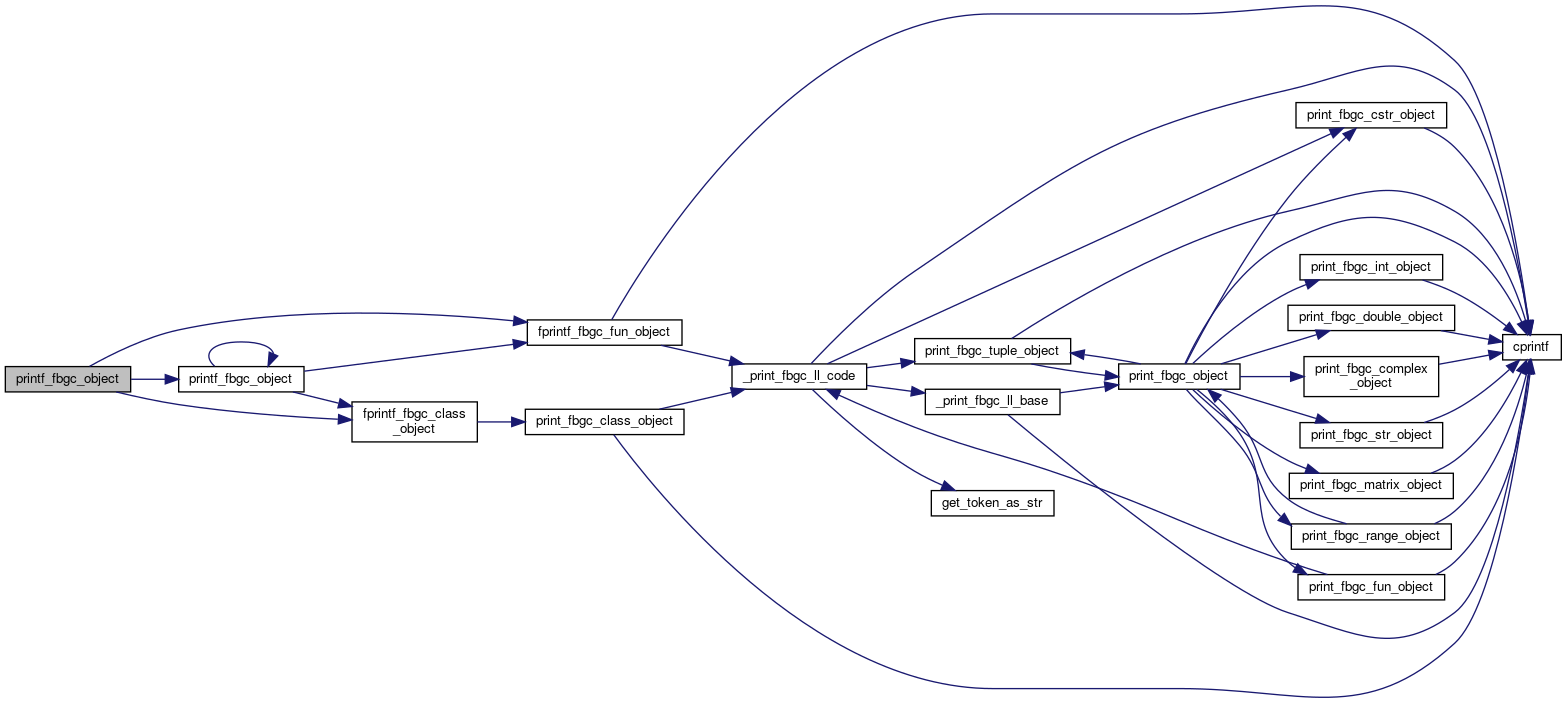 printf_fbgc_object
printf_fbgc_object
fprintf_fbgc_fun_object
fprintf_fbgc_class
_object
print_fbgc_class_object
_print_fbgc_ll_code
print_fbgc_tuple_object
_print_fbgc_ll_base
get_token_as_str
print_fbgc_object
print_fbgc_cstr_object
print_fbgc_int_object
print_fbgc_double_object
print_fbgc_complex
_object
print_fbgc_str_object
print_fbgc_matrix_object
print_fbgc_range_object
print_fbgc_fun_object
cprintf